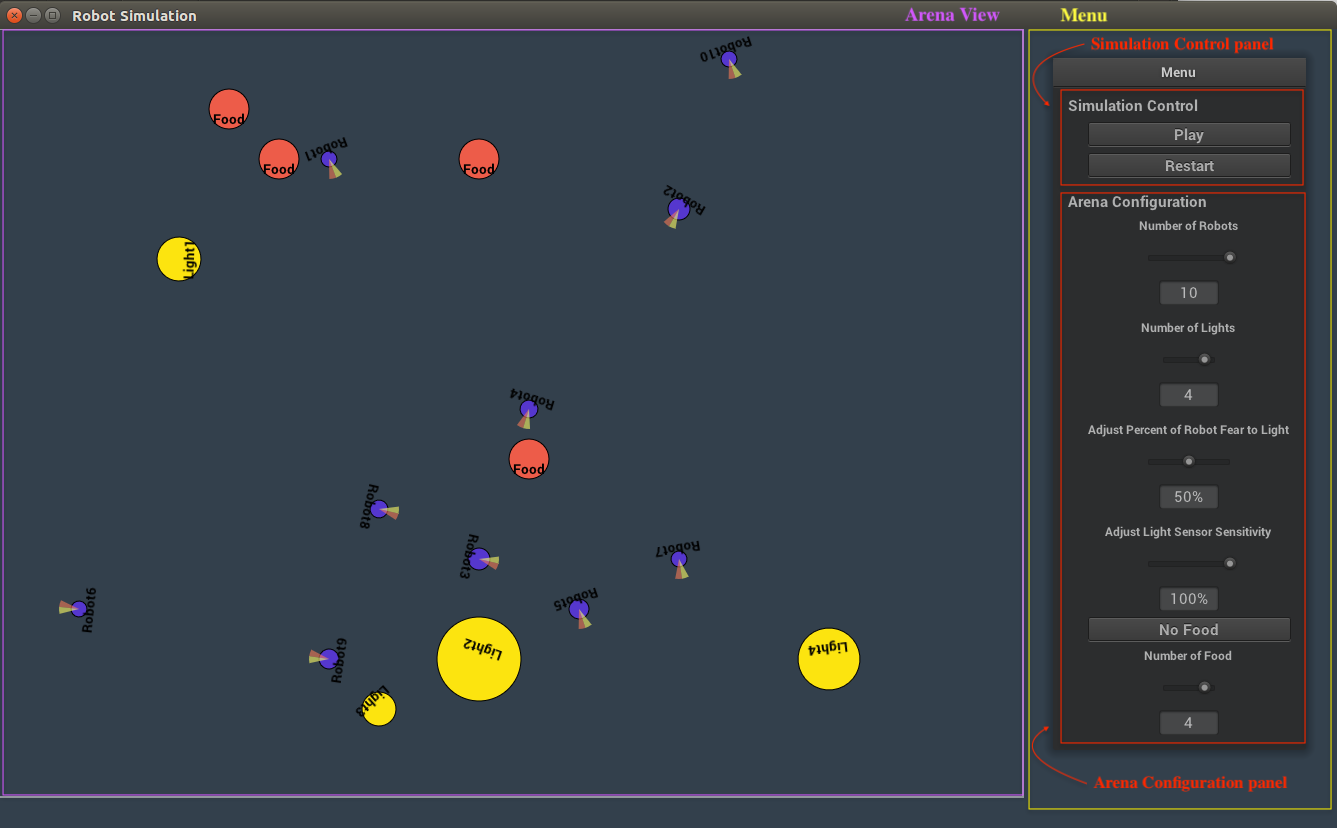 Robot Simulation
Arena View
Menu
Simulation Control panel
Menu
Simulation Control
Play
Restart
Arena Configuration
Number of Robots
10
Number of Lights
4
Adjust Percent of Robot Fear to Light
50%
Adjust Light Sensor Sensitivity
100%
No Food
Number of Food
4
Arena Configuration panel
Robot10
Food
Food
Robot1
Food
Robot2
Light1
Robot4
Food
Robot8
Robot3
Robot7
Robot6
Robot5
Robot9
Light2
Light4
Light3